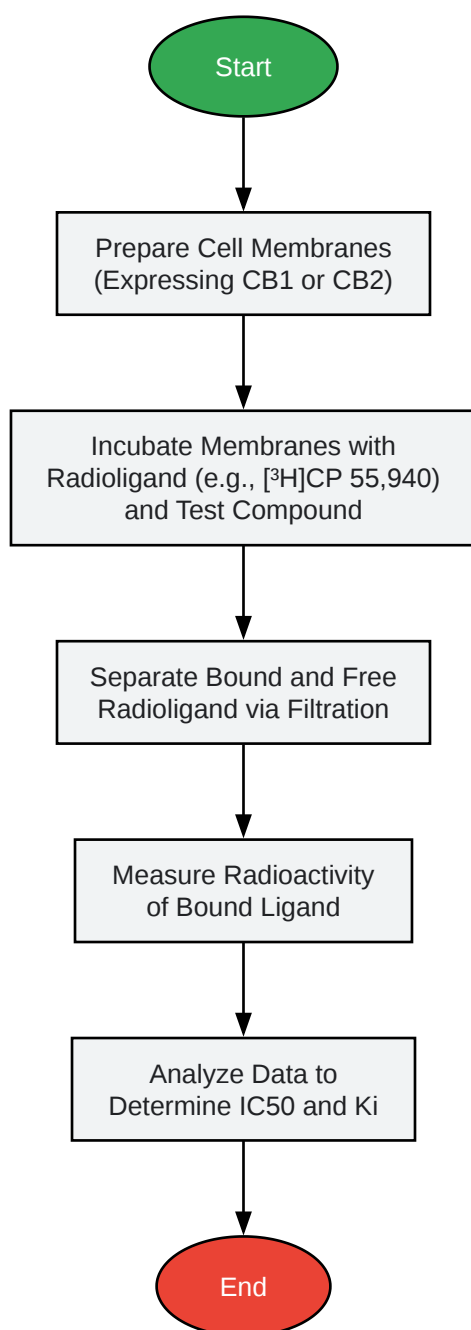 Start
Prepare Cell Membranes
(Expressing CB1 or CB2)
Incubate Membranes with
Radioligand (e.g., [³H]CP 55,940)
and Test Compound
Separate Bound and Free
Radioligand via Filtration
Measure Radioactivity
of Bound Ligand
Analyze Data to
Determine IC50 and Ki
End